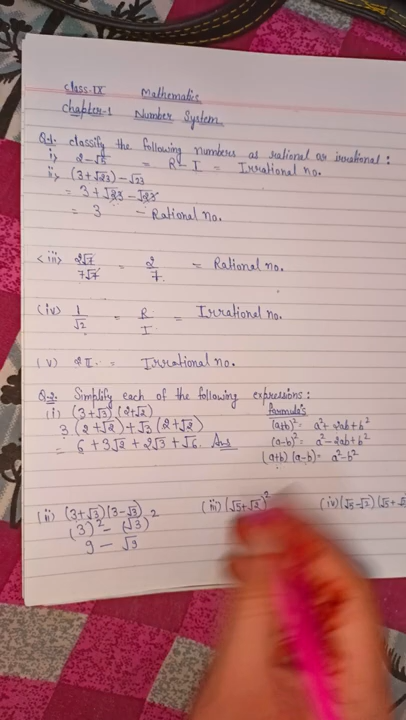 Class-IX Mathematics
Chapter-1 Number System
Q.1. Classify the following numbers as rational or irrational:
i) 2-√5 = R-I = Irrational no.
ii) (3+√23)-√23
= 3+√23-√23
= 3 - Rational no.
(iii) 2√7/7√7 = 2/7 = Rational no.
(iv) 1/√2 = R/I = Irrational no.
(v) 2π = Irrational no.
Q.2. Simplify each of the following expressions:
(i) (3+√3)(2+√2) Formula's
3(2+√2)+√3(2+√2) (a+b)² = a²+2ab+b²
= 6+3√2+2√3+√6. Ans (a-b)² = a²-2ab+b²
(a+b)(a-b) = a²-b²
(ii) (3+√3)(3-√3) (iii) (√5+√2)² (iv) (√5-√2)(√5+√
(3)² - (√3)²
9 - √9